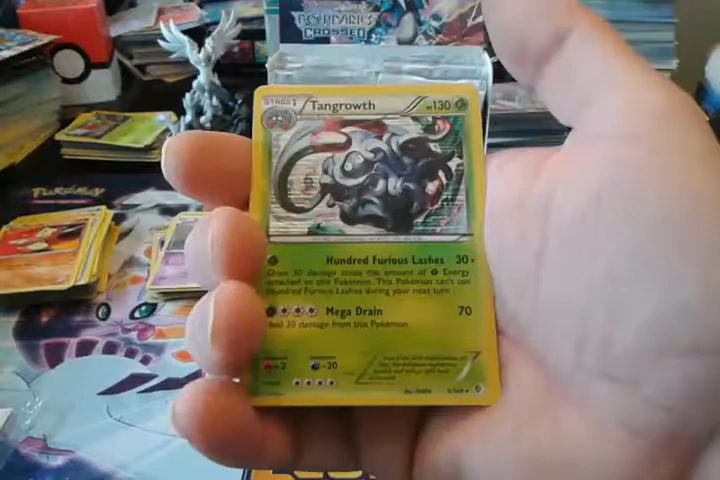 BOUNDARIES
CROSSED
STAGE 1
Tangrowth
HP130
Pokémon
Hundred Furious Lashes 30×
Does 30 damage times the amount of Energy
attached to this Pokémon. This Pokémon can't use
Hundred Furious Lashes during your next turn.
Mega Drain 70
Heal 30 damage from this Pokémon
×2
-20